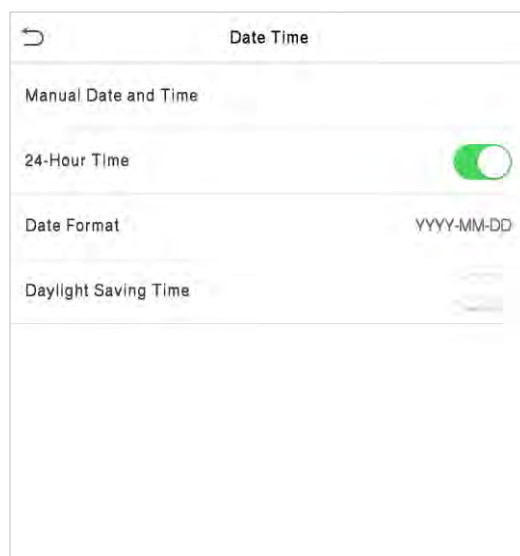 Date Time
Manual Date and Time
24-Hour Time
Date Format YYYY-MM-DD
Daylight Saving Time